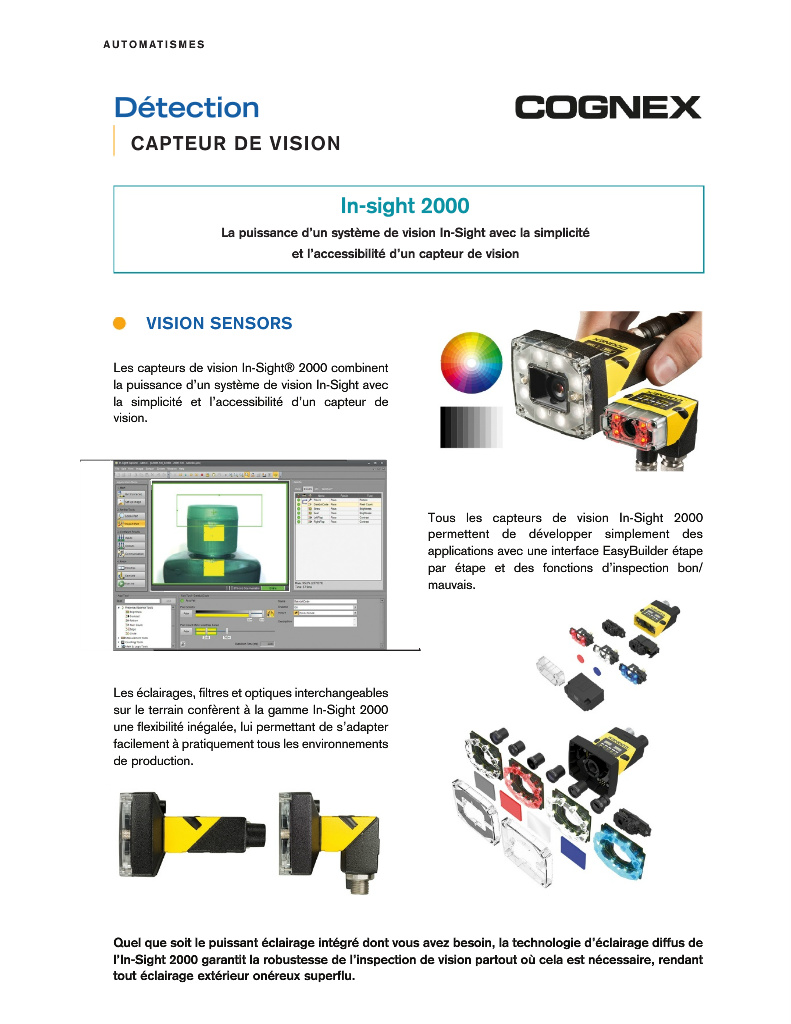 AUTOMATISMES
Détection
COGNEX
CAPTEUR DE VISION
In-sight 2000
La puissance d'un système de vision In-Sight avec la simplicité
et l'accessibilité d'un capteur de vision
VISION SENSORS
Les capteurs de vision In-Sight® 2000 combinent
la puissance d'un système de vision In-Sight avec
la simplicité et l'accessibilité d'un capteur de
vision.
Tous les capteurs de vision In-Sight 2000
permettent de développer simplement des
applications avec une interface EasyBuilder étape
par étape et des fonctions d'inspection bon/
mauvais.
Les éclairages, filtres et optiques interchangeables
sur le terrain confèrent à la gamme In-Sight 2000
une flexibilité inégalée, lui permettant de s'adapter
facilement à pratiquement tous les environnements
de production.
Quel que soit le puissant éclairage intégré dont vous avez besoin, la technologie d'éclairage diffus de
l'In-Sight 2000 garantit la robustesse de l'inspection de vision partout où cela est nécessaire, rendant
tout éclairage extérieur onéreux superflu.